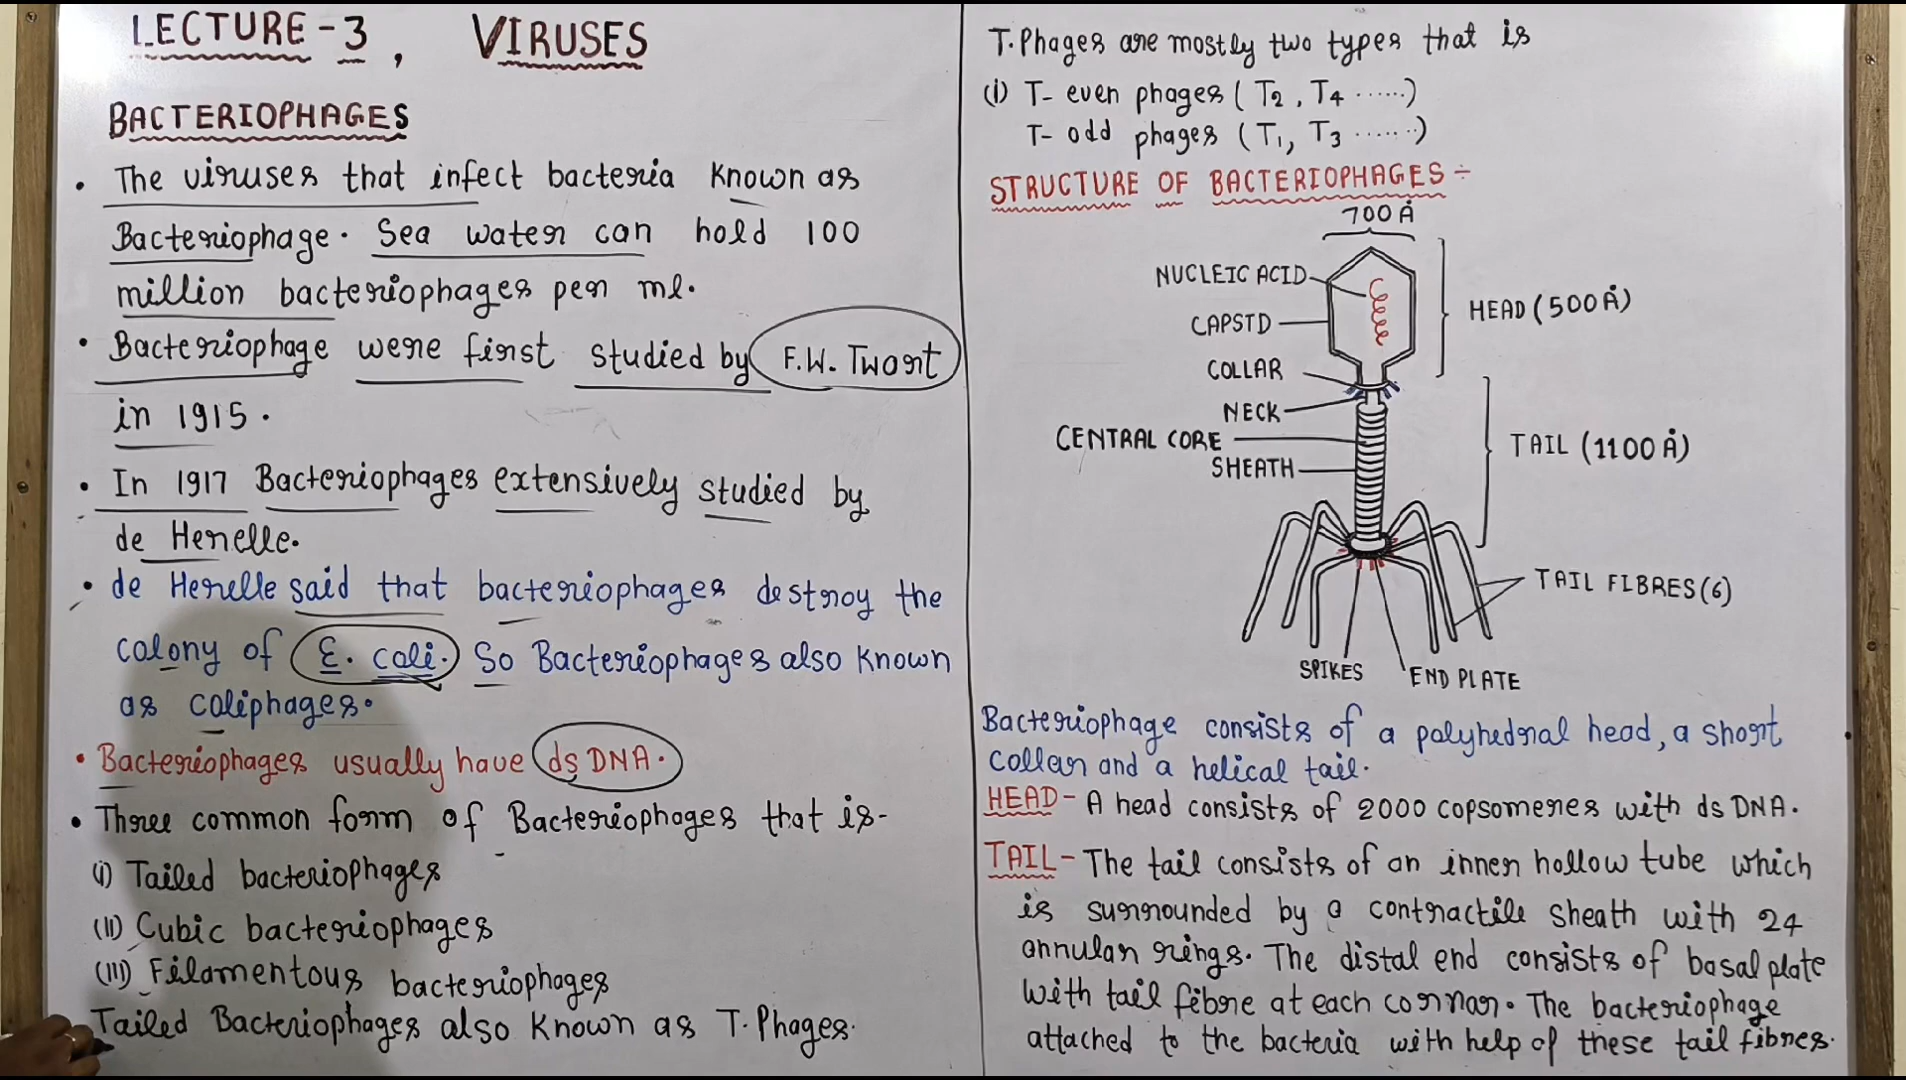 LECTURE-3, VIRUSES
BACTERIOPHAGES
• The viruses that infect bacteria known as
Bacteriophage. Sea water can hold 100
million bacteriophages per ml.
• Bacteriophage were first studied by F.W. Twort
in 1915.
• In 1917 Bacteriophages extensively studied by
de Herelle.
• de Herelle said that bacteriophages destroy the
colony of E. coli. So Bacteriophages also known
as coliphages.
• Bacteriophages usually have ds DNA.
• Three common form of Bacteriophages that is-
(I) Tailed bacteriophages
(II) Cubic bacteriophages
(III) Filamentous bacteriophages
Tailed Bacteriophages also known as T. Phages.
T. Phages are mostly two types that is
(i) T- even phages ( T2 , T4 ......)
T- odd phages ( T1, T3 .......)
STRUCTURE OF BACTERIOPHAGES ÷
700 Å
NUCLEIC ACID
HEAD (500 Å)
CAPSTD
COLLAR
NECK
CENTRAL CORE
TAIL (1100 Å)
SHEATH
TAIL FIBRES (6)
SPIKES
END PLATE
Bacteriophage consists of a polyhedral head, a short
collar and a helical tail.
HEAD- A head consists of 2000 copsomeres with ds DNA.
TAIL- The tail consists of an inner hollow tube which
is surrounded by a contractile sheath with 24
annular rings. The distal end consists of basal plate
with tail fibre at each cornar. The bacteriophage
attached to the bacteria with help of these tail fibres.